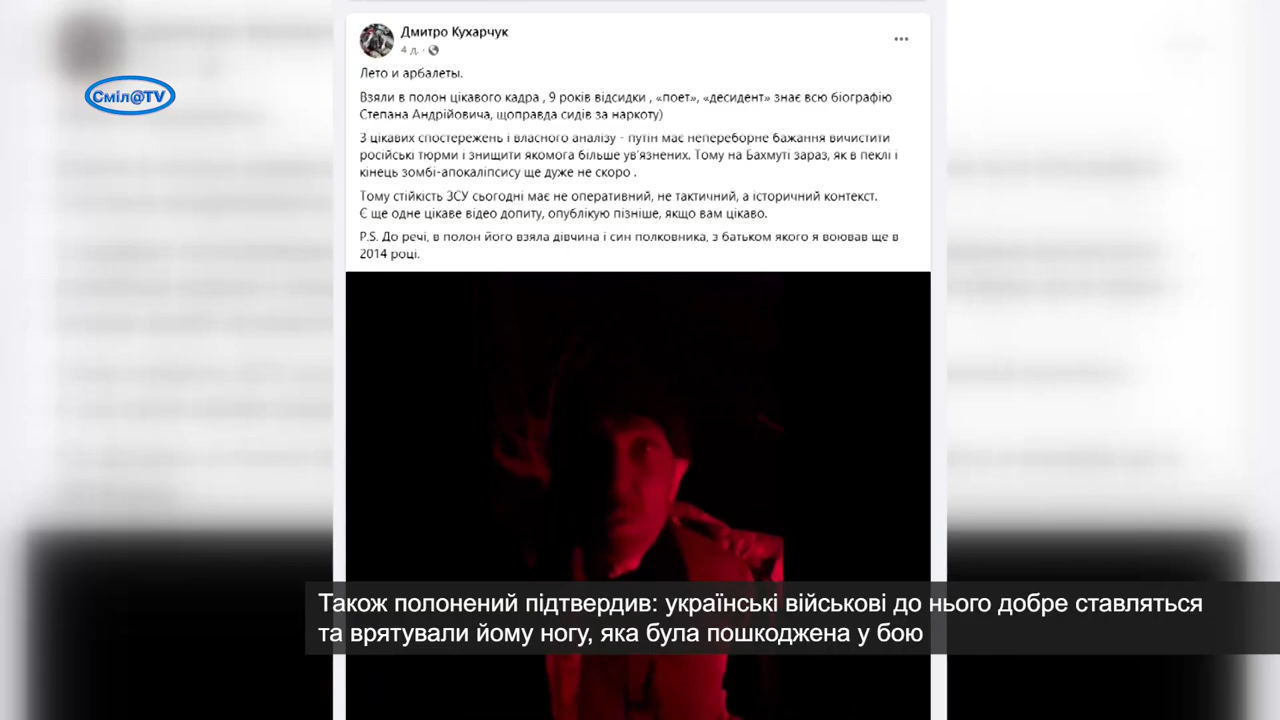 Дмитро Кухарчук
4 д. ·
Сміл@TV
Лето и арбалеты.
Взяли в полон цікавого кадра , 9 років відсидки , «поет», «десидент» знає всю біографію
Степана Андрійовича, щоправда сидів за наркоту)
З цікавих спостережень і власного аналізу - путін має непереборне бажання вичистити
російські тюрми і знищити якомога більше ув'язнених. Тому на Бахмуті зараз, як в пеклі і
кінець зомбі-апокаліпсису ще дуже не скоро .
Тому стійкість ЗСУ сьогодні має не оперативний, не тактичний, а історичний контекст.
Є ще одне цікаве відео допиту, опублікую пізніше, якщо вам цікаво.
P.S. До речі, в полон його взяла дівчина і син полковника, з батьком якого я воював ще в
2014 році.
Також полонений підтвердив: українські військові до нього добре ставляться
та врятували йому ногу, яка була пошкоджена у бою